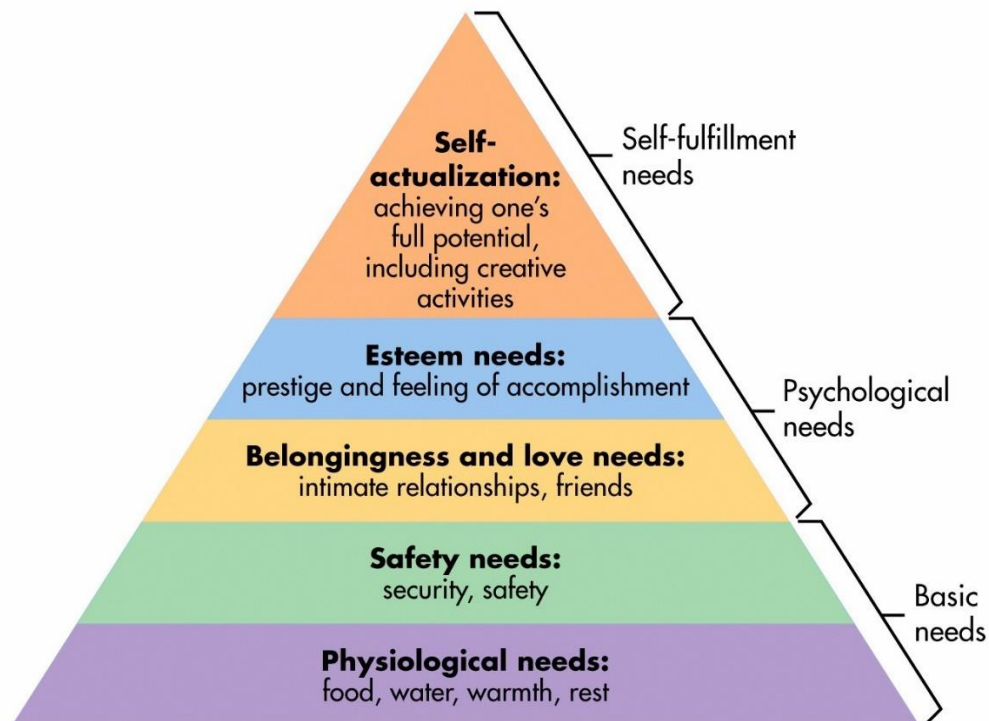 Self-
actualization:
achieving one's
full potential,
including creative
activities
Self-fulfillment
needs
Esteem needs:
prestige and feeling of accomplishment
Psychological
needs
Belongingness and love needs:
intimate relationships, friends
Safety needs:
security, safety
Basic
needs
Physiological needs:
food, water, warmth, rest